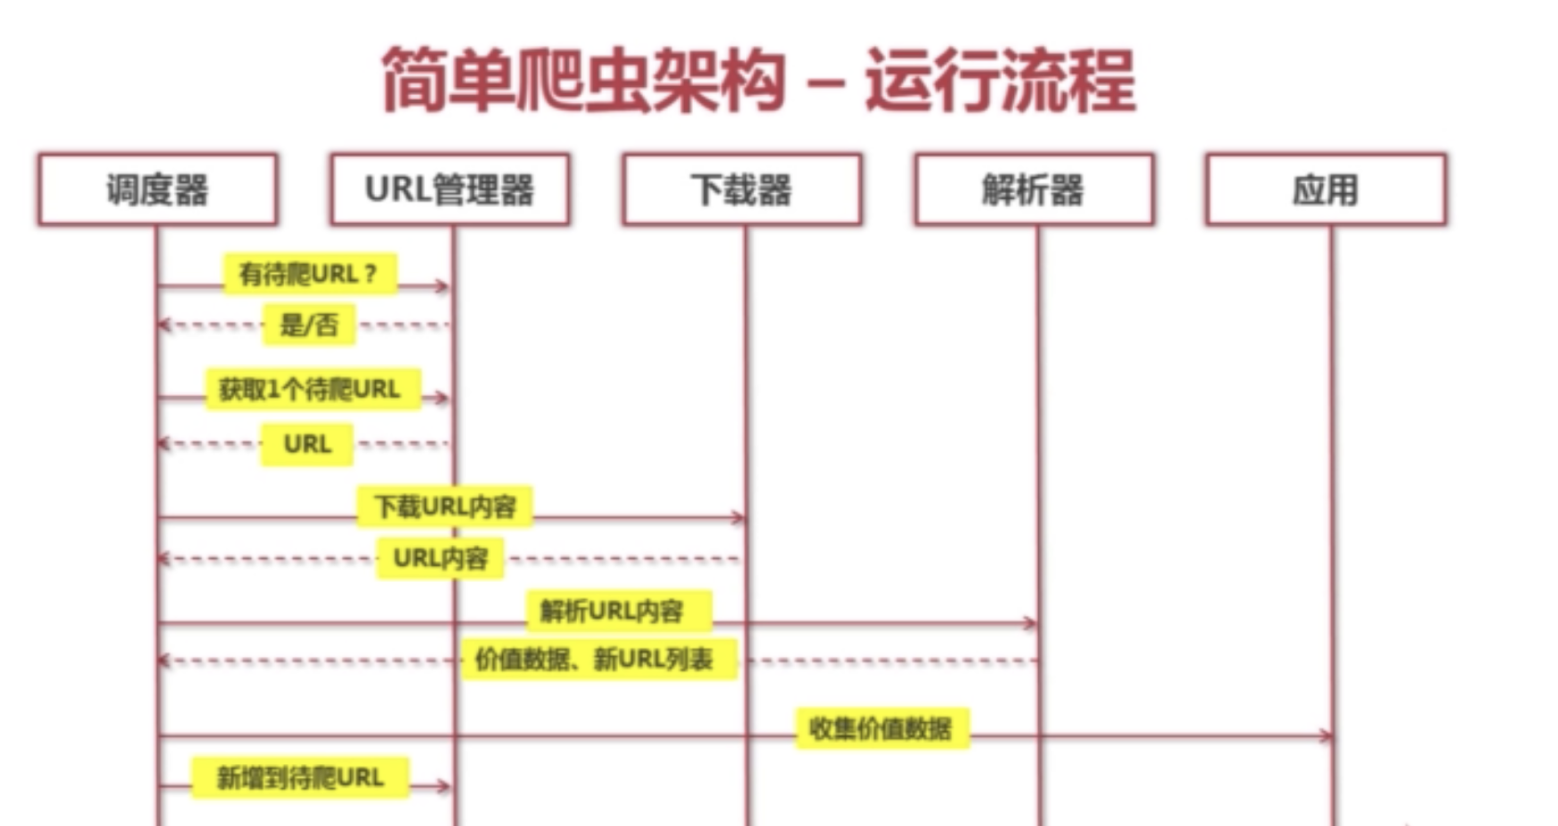 简单爬虫架构 – 运行流程
调度器 URL管理器 下载器 解析器 应用
有待爬URL？
是/否
获取1个待爬URL
URL
下载URL内容
URL内容
解析URL内容
价值数据、新URL列表
收集价值数据
新增到待爬URL